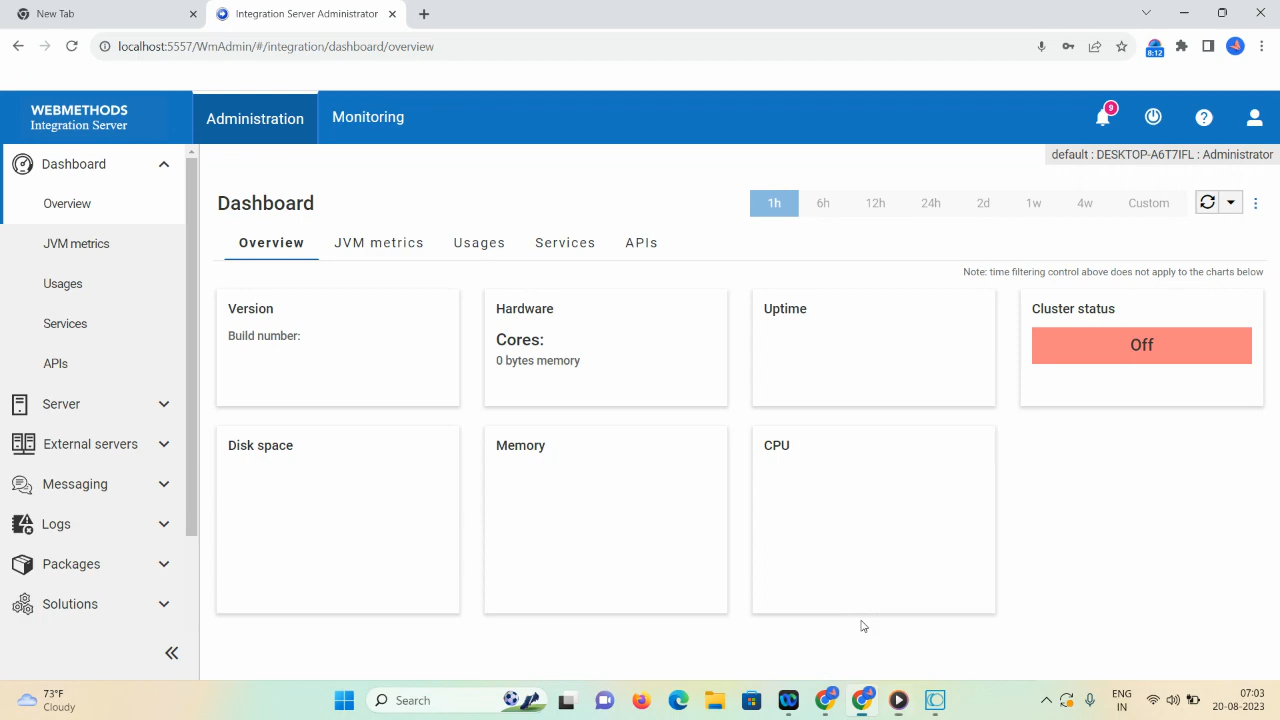 New Tab
Integration Server Administrator
localhost:5557/WmAdmin/#/integration/dashboard/overview
8:12
WEBMETHODS
Integration Server
Administration
Monitoring
9
default : DESKTOP-A6T7IFL : Administrator
Dashboard
Overview
JVM metrics
Usages
Services
APIs
Server
External servers
Messaging
Logs
Packages
Solutions
Dashboard
1h 6h 12h 24h 2d 1w 4w Custom
Overview JVM metrics Usages Services APIs
Note: time filtering control above does not apply to the charts below
Version
Build number:
Hardware
Cores:
0 bytes memory
Uptime
Cluster status
Off
Disk space
Memory
CPU
73°F
Cloudy
Search
ENG
IN
07:03
20-08-2023